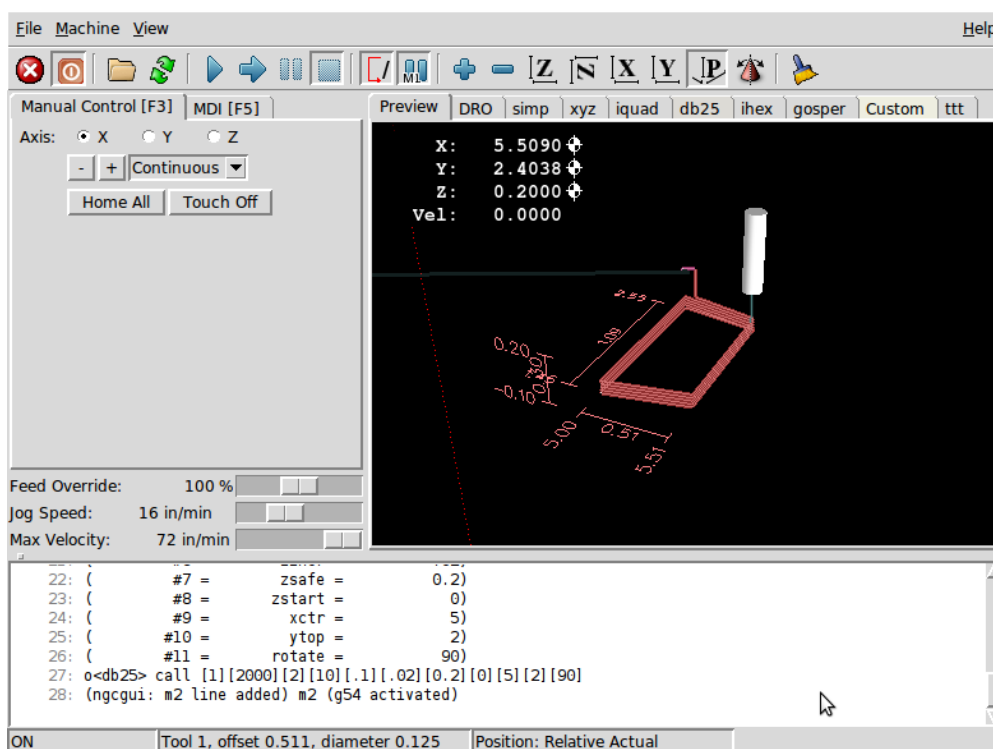 File Machine View Help
Z N X Y P
Manual Control [F3] MDI [F5] Preview DRO simp xyz iquad db25 ihex gosper Custom ttt
Axis: X Y Z
- + Continuous
Home All Touch Off
X: 5.5090
Y: 2.4038
Z: 0.2000
Vel: 0.0000
2.55
0.20
-0.10
5.00 0.51 5.51
Feed Override: 100 %
Jog Speed: 16 in/min
Max Velocity: 72 in/min
22: ( #7 = zsafe = 0.2)
23: ( #8 = zstart = 0)
24: ( #9 = xctr = 5)
25: ( #10 = ytop = 2)
26: ( #11 = rotate = 90)
27: o<db25> call [1][2000][2][10][.1][.02][0.2][0][5][2][90]
28: (ngcgui: m2 line added) m2 (g54 activated)
ON Tool 1, offset 0.511, diameter 0.125 Position: Relative Actual